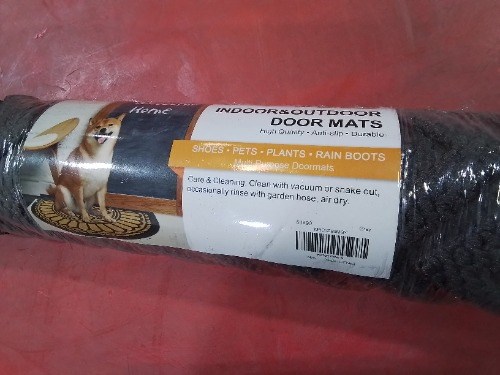 Home
INDOOR&OUTDOOR
DOOR MATS
High Quality • Anti-slip • Durable
SHOES • PETS • PLANTS • RAIN BOOTS
Multi-Purpose Doormats
Care & Cleaning: Clean with vacuum or shake out,
occasionally rinse with garden hose, air dry.